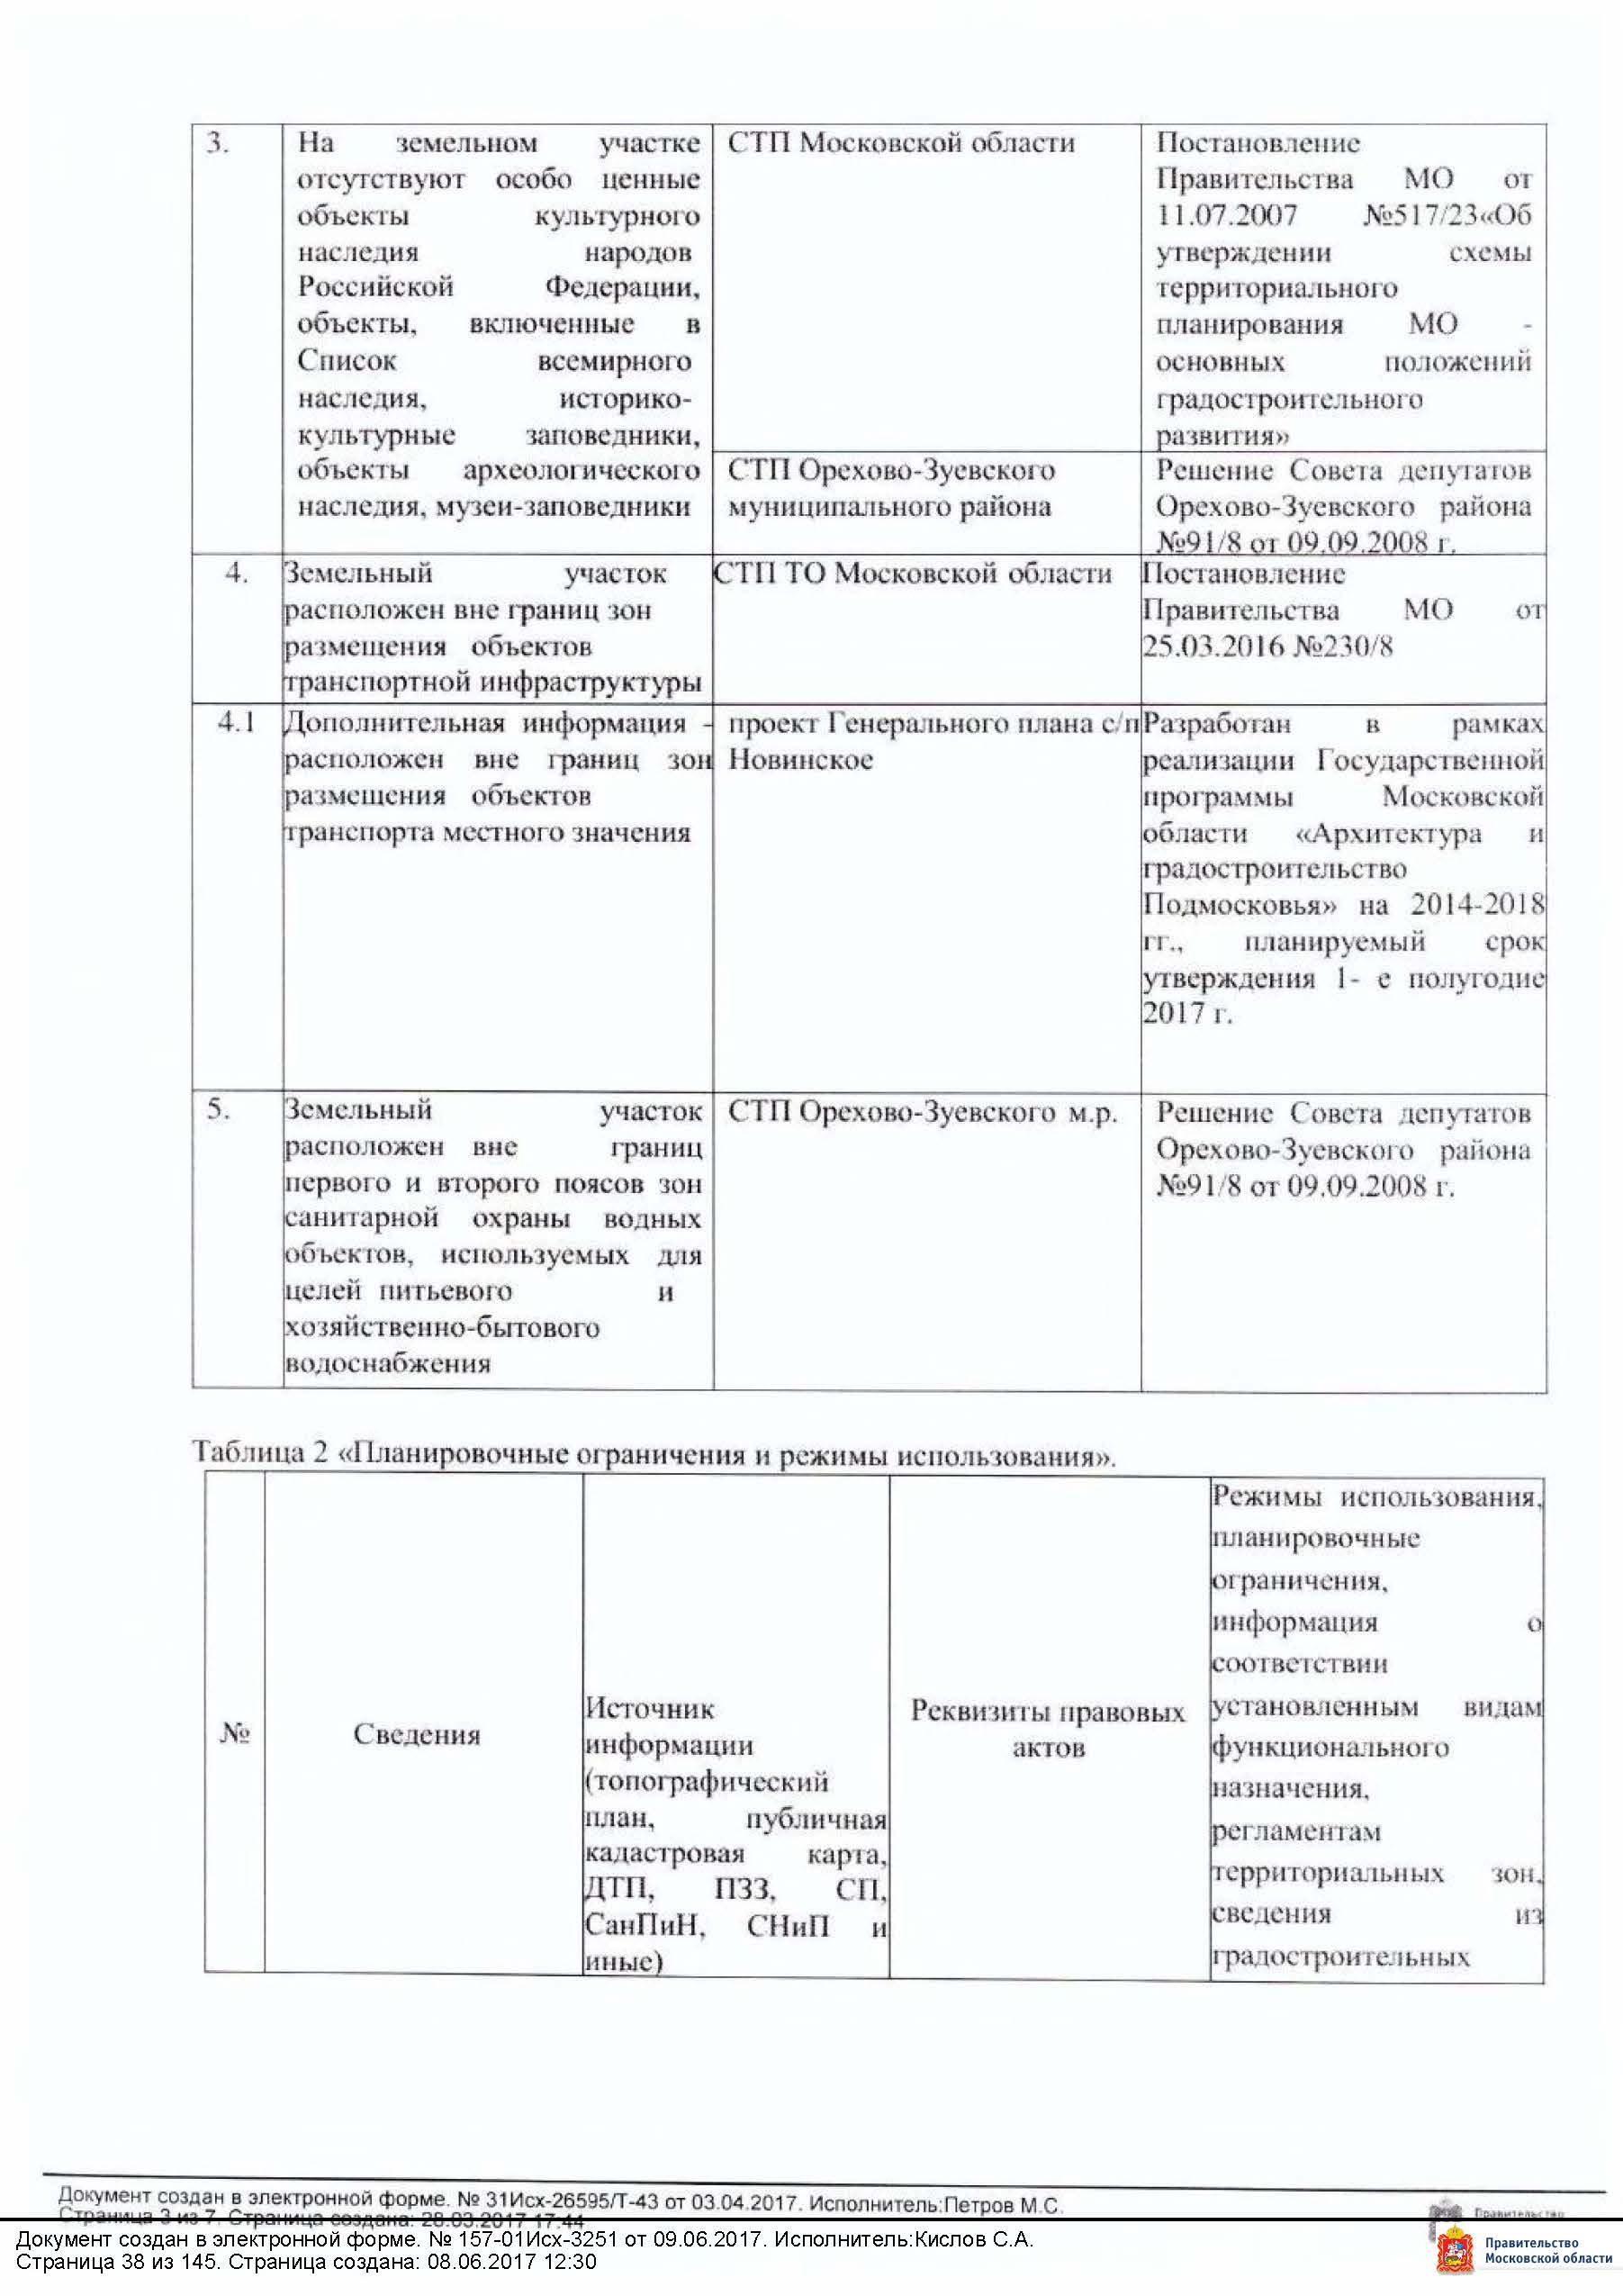 3.
На земельном участке
отсутствуют особо ценные
объекты культурного
наследия народов
Российской Федерации,
объекты, включенные в
Список всемирного
наследия, историко-
культурные заповедники,
объекты археологического
наследия, музеи-заповедники
СТП Московской области
Постановление
Правительства МО от
11.07.2007 №517/23«Об
утверждении схемы
территориального
планирования МО -
основных положений
градостроительного
развития»
СТП Орехово-Зуевского
муниципального района
Решение Совета депутатов
Орехово-Зуевского района
№91/8 от 09.09.2008 г.
4.
Земельный участок
расположен вне границ зон
размещения объектов
транспортной инфраструктуры
СТП ТО Московской области
Постановление
Правительства МО от
25.03.2016 №230/8
4.1
Дополнительная информация -
расположен вне границ зон
размещения объектов
транспорта местного значения
проект Генерального плана с/п
Новинское
Разработан в рамках
реализации Государственной
программы Московской
области «Архитектура и
градостроительство
Подмосковья» на 2014-2018
гг., планируемый срок
утверждения 1- е полугодие
2017 г.
5.
Земельный участок
расположен вне границ
первого и второго поясов зон
санитарной охраны водных
объектов, используемых для
целей питьевого и
хозяйственно-бытового
водоснабжения
СТП Орехово-Зуевского м.р.
Решение Совета депутатов
Орехово-Зуевского района
№91/8 от 09.09.2008 г.
Таблица 2 «Планировочные ограничения и режимы использования».
№
Сведения
Источник
информации
(топографический
план, публичная
кадастровая карта,
ДТП, ПЗЗ, СП,
СанПиН, СНиП и
иные)
Реквизиты правовых
актов
Режимы использования,
планировочные
ограничения,
информация о
соответствии
установленным видам
функционального
назначения,
регламентам
территориальных зон,
сведения из
градостроительных
Документ создан в электронной форме. № 31Исх-26595/Т-43 от 03.04.2017. Исполнитель:Петров М.С.
Страница 3 из 7. Страница создана: 28.03.2017 17:44
Правительство
Документ создан в электронной форме. № 157-01Исх-3251 от 09.06.2017. Исполнитель:Кислов С.А.
Страница 38 из 145. Страница создана: 08.06.2017 12:30
Правительство
Московской области